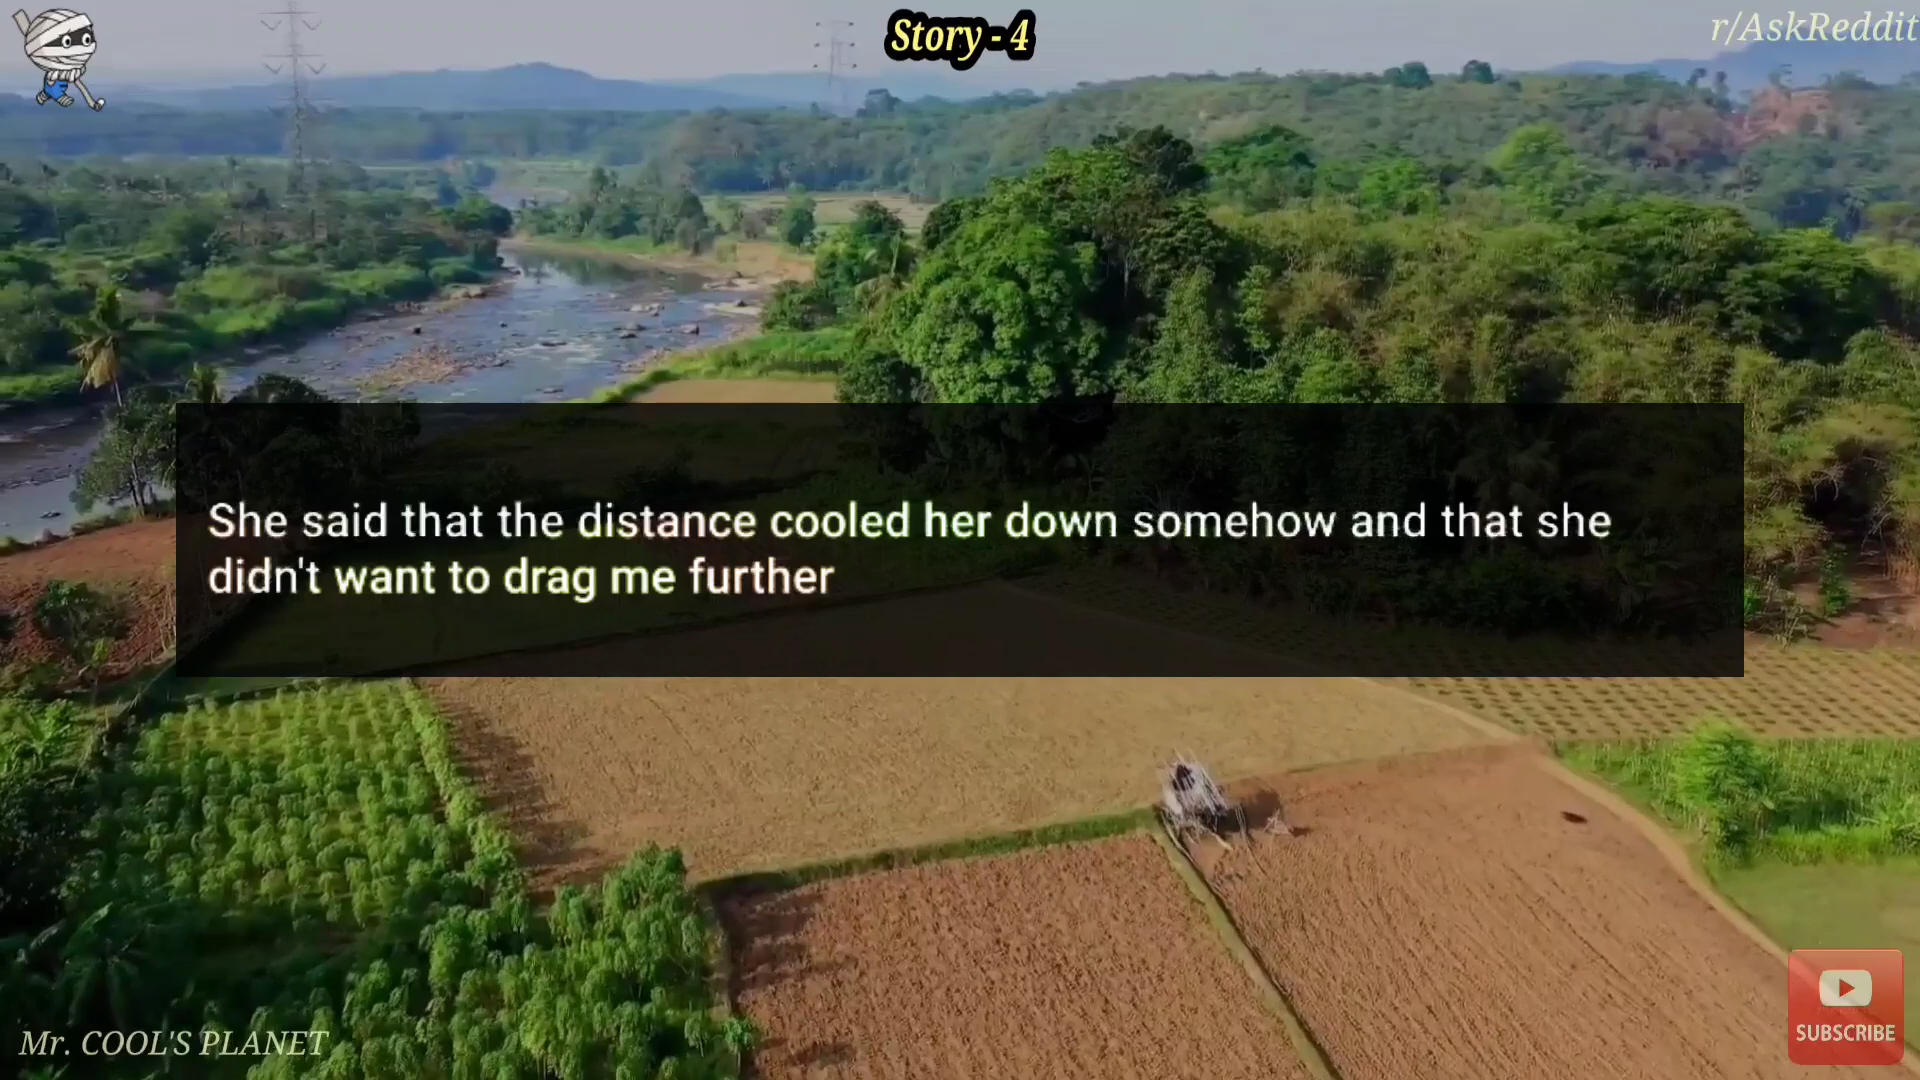 Story - 4
r/AskReddit
She said that the distance cooled her down somehow and that she
didn't want to drag me further
Mr. COOL'S PLANET
SUBSCRIBE